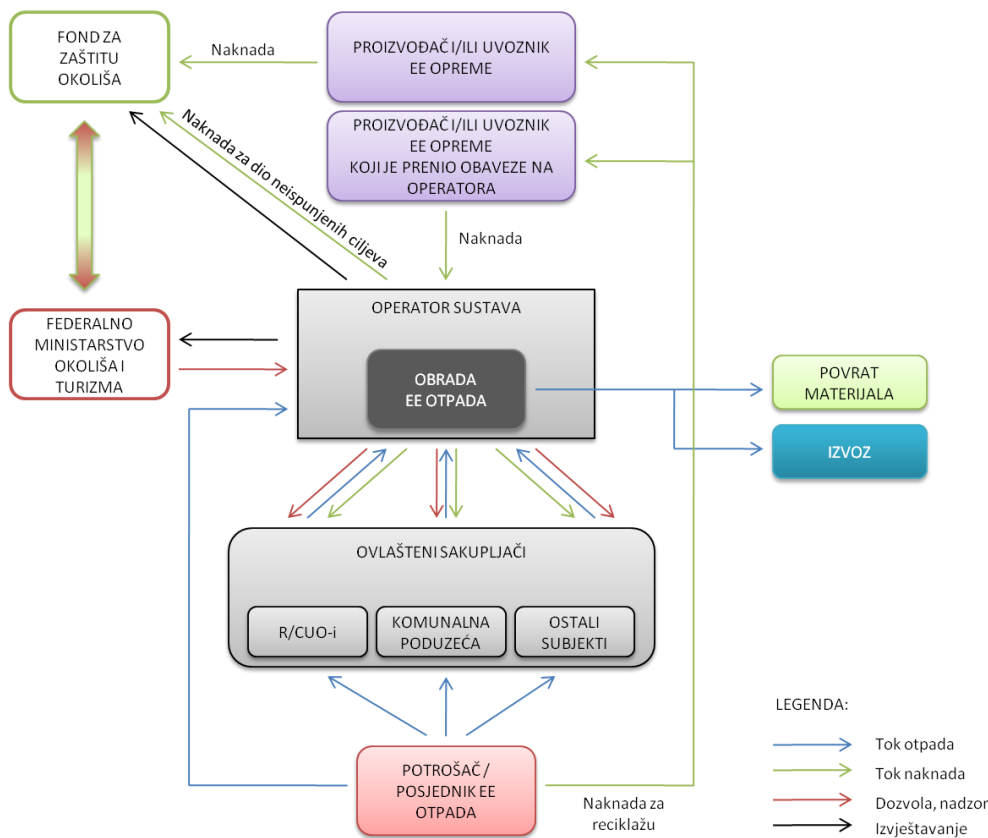 FOND ZA
ZAŠTITU
OKOLIŠA
Naknada
PROIZVOĐAČ I/ILI UVOZNIK
EE OPREME
PROIZVOĐAČ I/ILI UVOZNIK
EE OPREME
KOJI JE PRENIO OBAVEZE NA
OPERATORA
Naknada za dio neispunjenih ciljeva
Naknada
OPERATOR SUSTAVA
OBRADA
EE OTPADA
FEDERALNO
MINISTARSTVO
OKOLIŠA I
TURIZMA
POVRAT
MATERIJALA
IZVOZ
OVLAŠTENI SAKUPLJAČI
R/CUO-i
KOMUNALNA
PODUZEĆA
OSTALI
SUBJEKTI
POTROŠAČ /
POSJEDNIK EE
OTPADA
Naknada za
reciklažu
LEGENDA:
Tok otpada
Tok naknada
Dozvola, nadzor
Izvještavanje